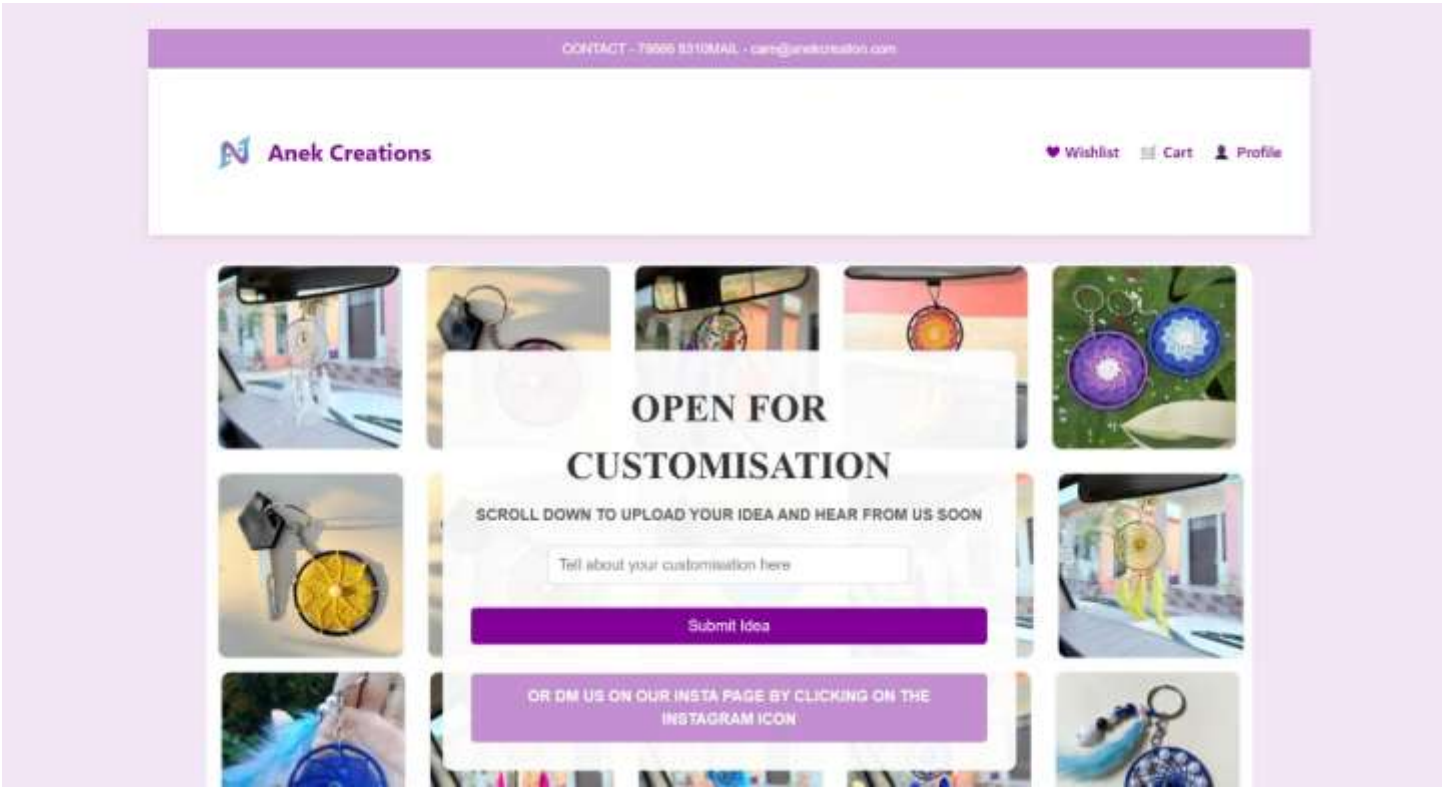 CONTACT - MAIL -
Anek Creations
Wishlist Cart Profile
OPEN FOR
CUSTOMISATION
SCROLL DOWN TO UPLOAD YOUR IDEA AND HEAR FROM US SOON
Tell about your customisation here
Submit Idea
OR DM US ON OUR INSTA PAGE BY CLICKING ON THE
INSTAGRAM ICON